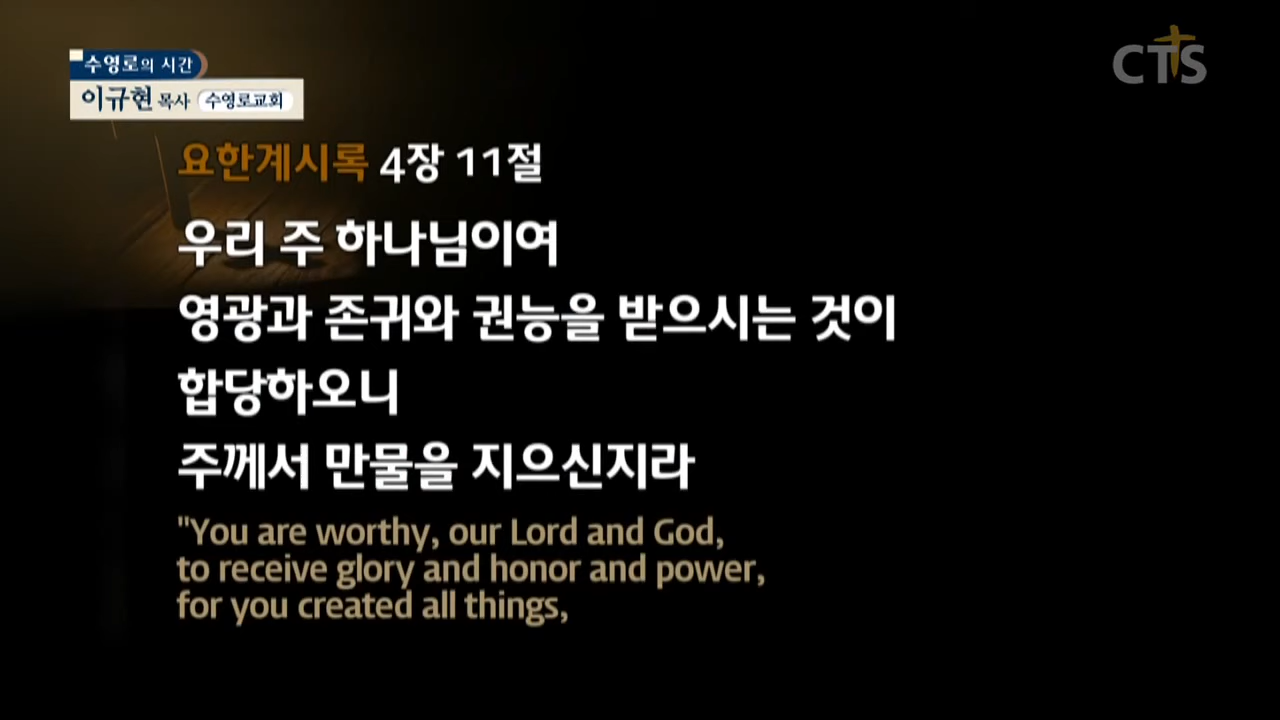 수영로의 시간
이규현 목사 수영로교회
CTS
요한계시록 4장 11절
우리 주 하나님이여
영광과 존귀와 권능을 받으시는 것이
합당하오니
주께서 만물을 지으신지라
"You are worthy, our Lord and God,
to receive glory and honor and power,
for you created all things,